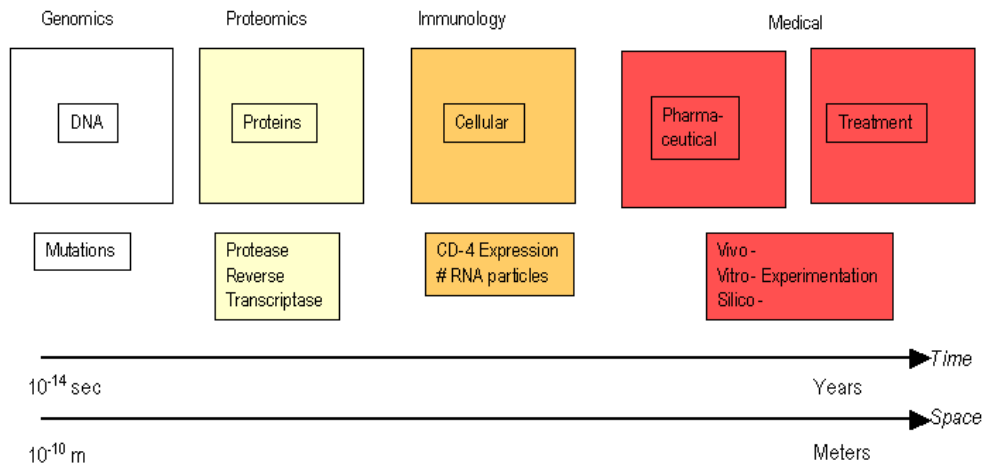 Genomics
Proteomics
Immunology
Medical
DNA
Proteins
Cellular
Pharma-
ceutical
Treatment
Mutations
Protease
Reverse
Transcriptase
CD-4 Expression
# RNA particles
Vivo -
Vitro - Experimentation
Silico -
Time
10⁻¹⁴ sec
Years
Space
10⁻¹⁰ m
Meters